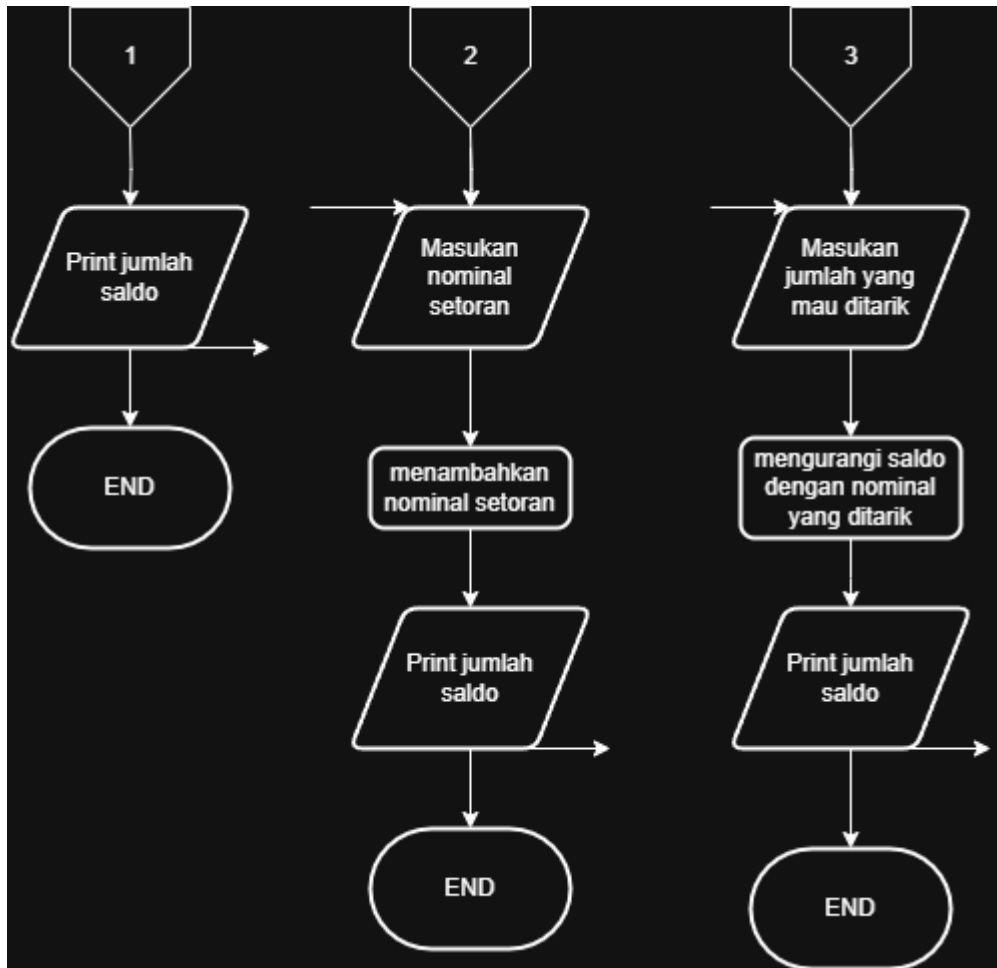 1
Print jumlah
saldo
END
2
Masukan
nominal
setoran
menambahkan
nominal setoran
Print jumlah
saldo
END
3
Masukan
jumlah yang
mau ditarik
mengurangi saldo
dengan nominal
yang ditarik
Print jumlah
saldo
END